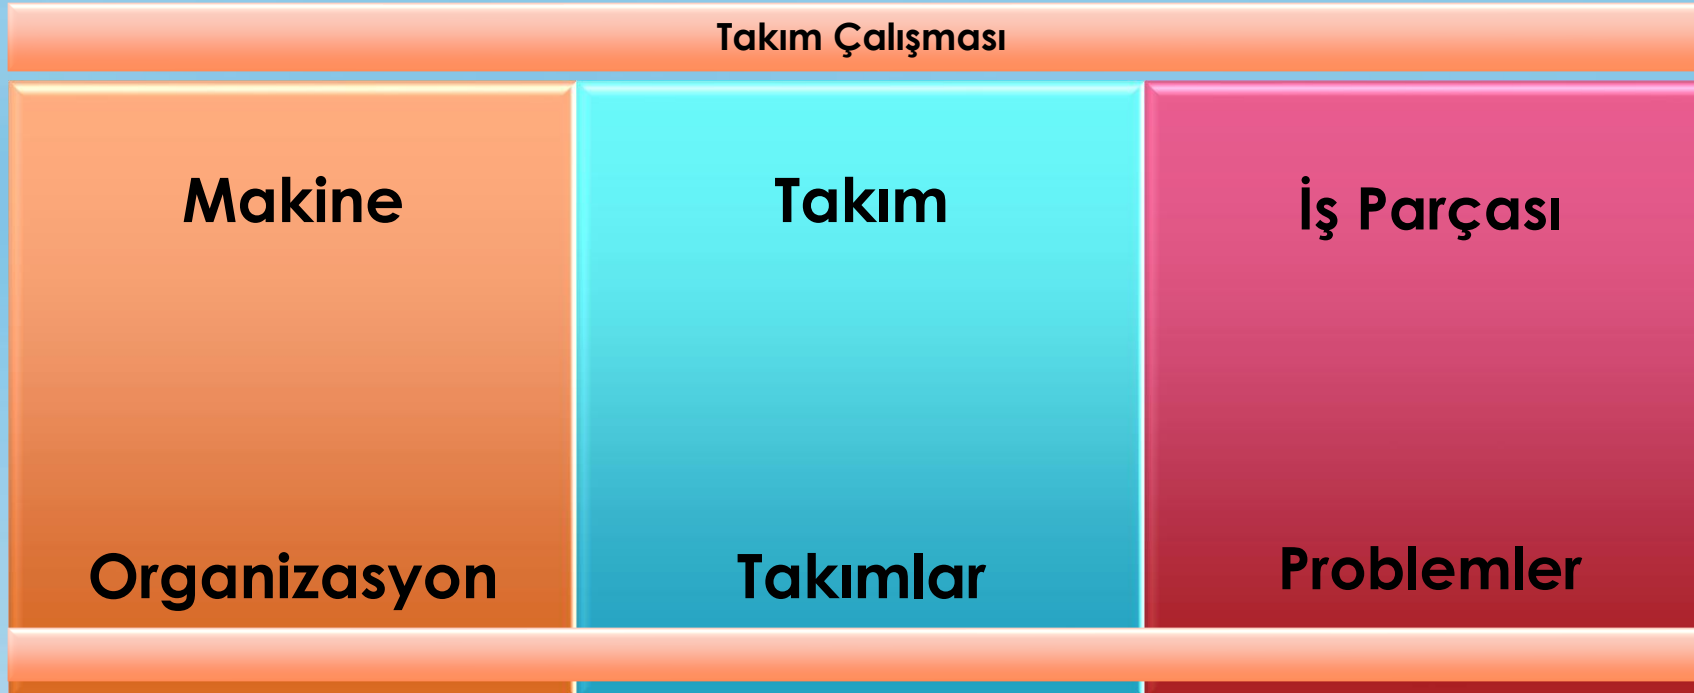 Takım Çalışması
Makine
Takım
İş Parçası
Organizasyon
Takımlar
Problemler